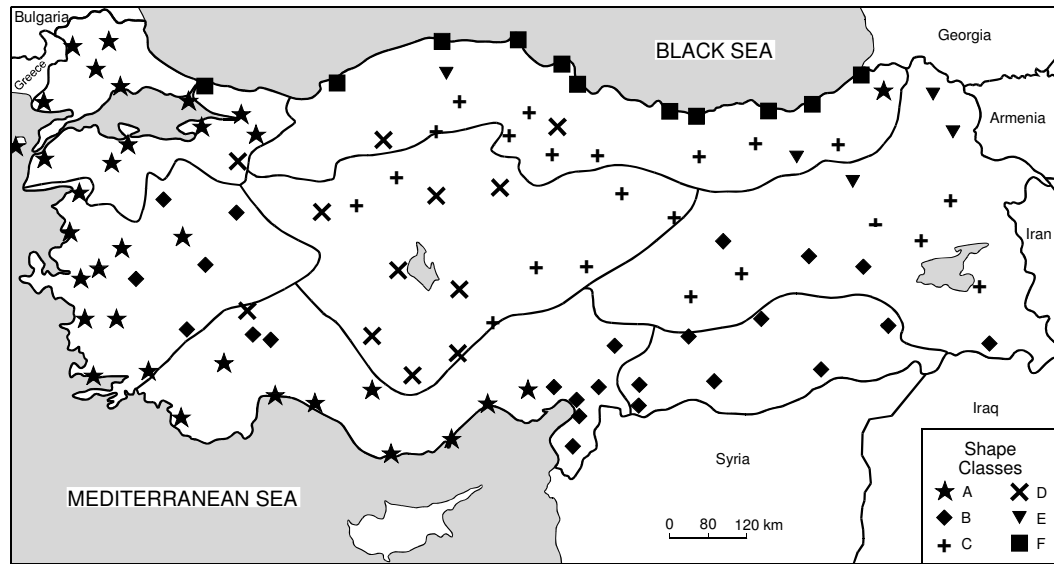 Bulgaria
Greece
BLACK SEA
Georgia
Armenia
Iran
Iraq
Syria
MEDITERRANEAN SEA
0 80 120 km
Shape
Classes
A
D
B
E
C
F